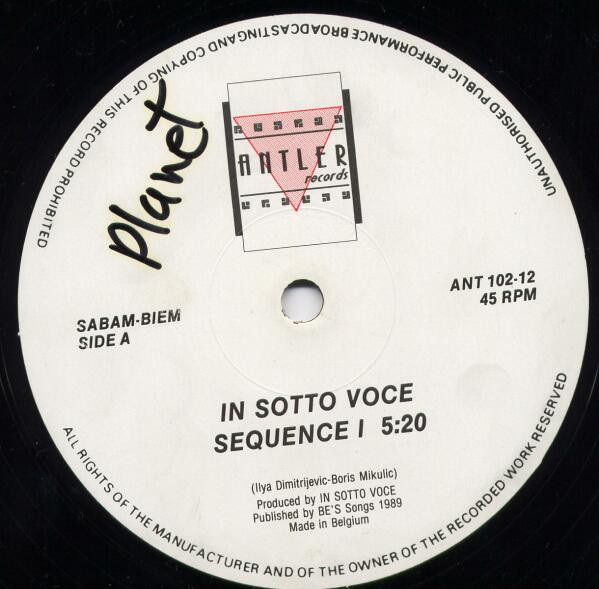 UNAUTHORISED PUBLIC PERFORMANCE BROADCASTING AND COPYING OF THIS RECORD PROHIBITED
Planet
ANTLER
records
ANT 102-12
45 RPM
SABAM-BIEM
SIDE A
IN SOTTO VOCE
SEQUENCE I 5:20
(Ilya Dimitrijevic-Boris Mikulic)
Produced by IN SOTTO VOCE
Published by BE'S Songs 1989
Made in Belgium
ALL RIGHTS OF THE MANUFACTURER AND OF THE OWNER OF THE RECORDED WORK RESERVED